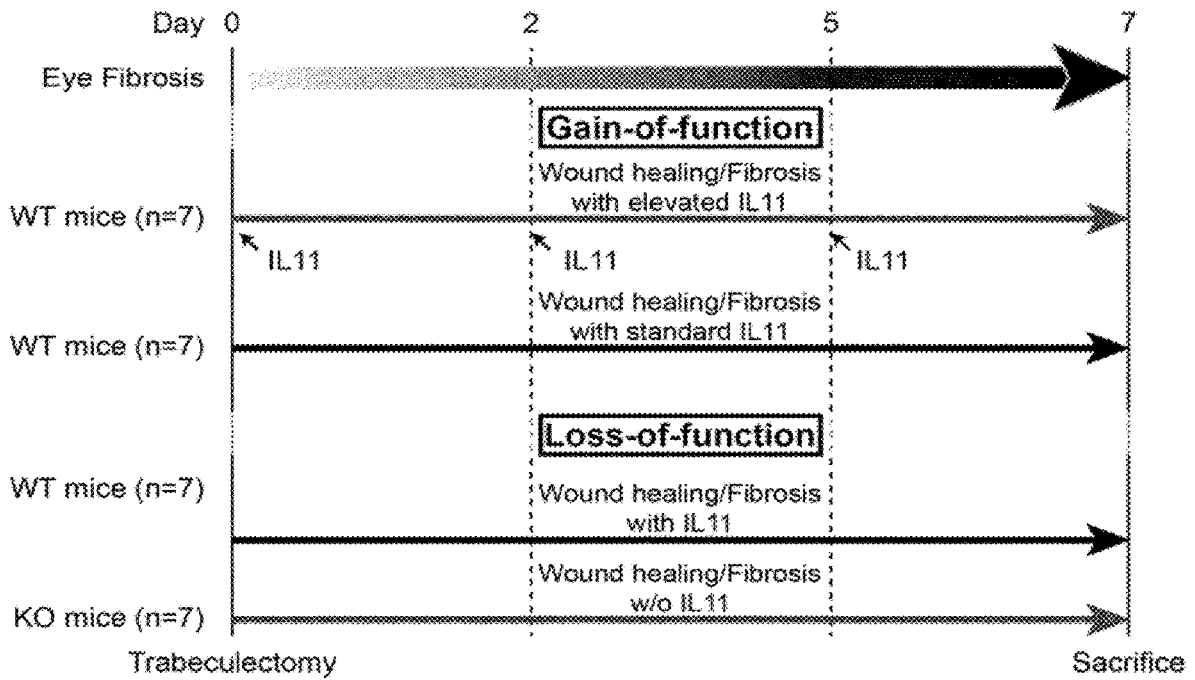 Day 0 2 5 7
Eye Fibrosis
Gain-of-function
Wound healing/Fibrosis
with elevated IL11
WT mice (n=7)
IL11 IL11 IL11
Wound healing/Fibrosis
with standard IL11
WT mice (n=7)
Loss-of-function
WT mice (n=7)
Wound healing/Fibrosis
with IL11
Wound healing/Fibrosis
w/o IL11
KO mice (n=7)
Trabeculectomy Sacrifice